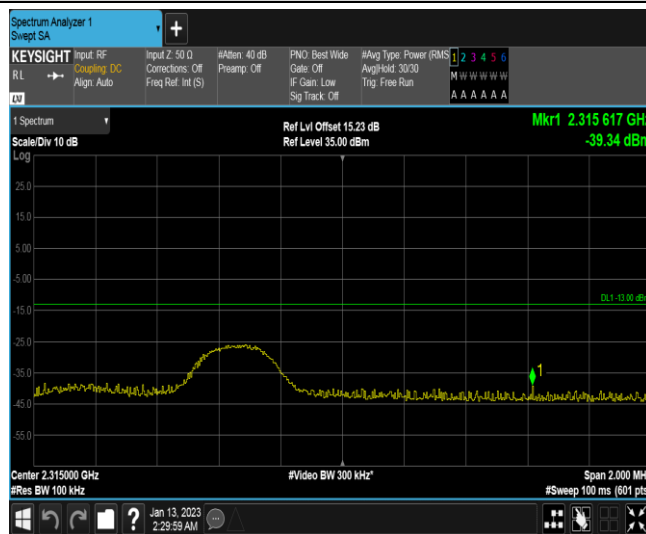 Spectrum Analyzer 1
Swept SA
+
KEYSIGHT
RL
LXI
Input: RF
Coupling: DC
Align: Auto
Input Z: 50 Ω
Corrections: Off
Freq Ref: Int (S)
#Atten: 40 dB
Preamp: Off
PNO: Best Wide
Gate: Off
IF Gain: Low
Sig Track: Off
#Avg Type: Power (RMS
Avg|Hold: 30/30
Trig: Free Run
1 2 3 4 5 6
M W W W W W
A A A A A A
1 Spectrum
Scale/Div 10 dB
Log
Ref Lvl Offset 15.23 dB
Ref Level 35.00 dBm
Mkr1 2.315 617 GHz
-39.34 dBm
25.0
15.0
5.00
-5.00
DL1 -13.00 dBm
-15.0
-25.0
1
-35.0
-45.0
-55.0
Center 2.315000 GHz
#Res BW 100 kHz
#Video BW 300 kHz*
Span 2.000 MH
#Sweep 100 ms (601 pts
?
Jan 13, 2023
2:29:59 AM